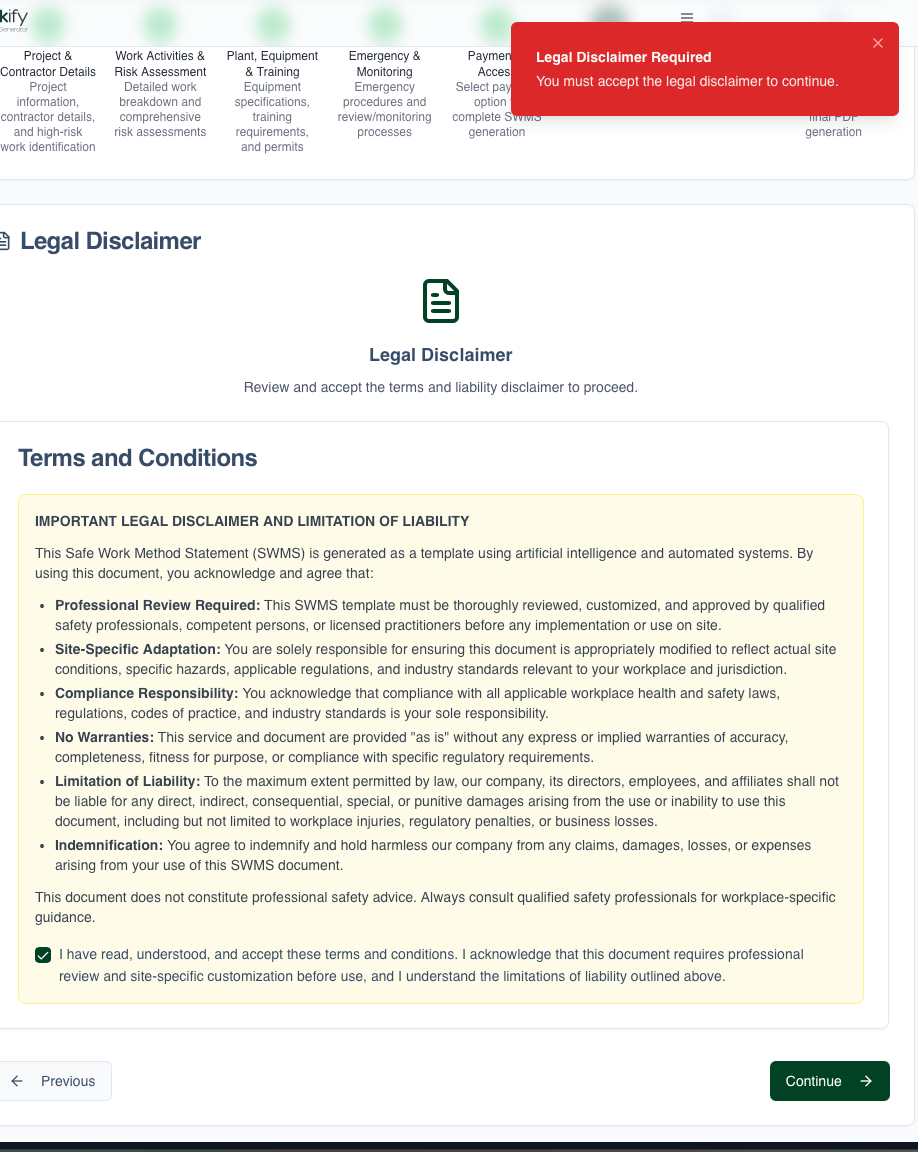 kify
Generator
Project &
Contractor Details
Project
information,
contractor details,
and high-risk
work identification
Work Activities &
Risk Assessment
Detailed work
breakdown and
comprehensive
risk assessments
Plant, Equipment
& Training
Equipment
specifications,
training
requirements,
and permits
Emergency &
Monitoring
Emergency
procedures and
review/monitoring
processes
Acces
Select pay
option
complete SWMS
generation
final PDF
generation
Legal Disclaimer Required
You must accept the legal disclaimer to continue.
Legal Disclaimer
Legal Disclaimer
Review and accept the terms and liability disclaimer to proceed.
Terms and Conditions
IMPORTANT LEGAL DISCLAIMER AND LIMITATION OF LIABILITY
This Safe Work Method Statement (SWMS) is generated as a template using artificial intelligence and automated systems. By
using this document, you acknowledge and agree that:
• Professional Review Required: This SWMS template must be thoroughly reviewed, customized, and approved by qualified
safety professionals, competent persons, or licensed practitioners before any implementation or use on site.
• Site-Specific Adaptation: You are solely responsible for ensuring this document is appropriately modified to reflect actual site
conditions, specific hazards, applicable regulations, and industry standards relevant to your workplace and jurisdiction.
• Compliance Responsibility: You acknowledge that compliance with all applicable workplace health and safety laws,
regulations, codes of practice, and industry standards is your sole responsibility.
• No Warranties: This service and document are provided "as is" without any express or implied warranties of accuracy,
completeness, fitness for purpose, or compliance with specific regulatory requirements.
• Limitation of Liability: To the maximum extent permitted by law, our company, its directors, employees, and affiliates shall not
be liable for any direct, indirect, consequential, special, or punitive damages arising from the use or inability to use this
document, including but not limited to workplace injuries, regulatory penalties, or business losses.
• Indemnification: You agree to indemnify and hold harmless our company from any claims, damages, losses, or expenses
arising from your use of this SWMS document.
This document does not constitute professional safety advice. Always consult qualified safety professionals for workplace-specific
guidance.
I have read, understood, and accept these terms and conditions. I acknowledge that this document requires professional
review and site-specific customization before use, and I understand the limitations of liability outlined above.
Previous
Continue